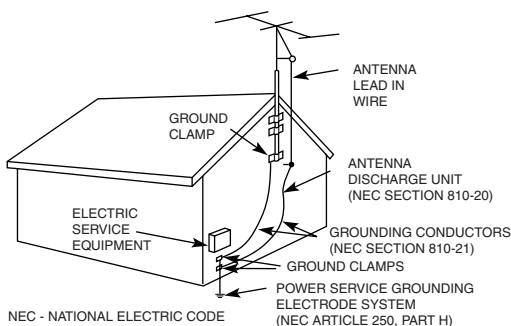 ANTENNA
LEAD IN
WIRE
GROUND
CLAMP
ANTENNA
DISCHARGE UNIT
(NEC SECTION 810-20)
ELECTRIC
SERVICE
EQUIPMENT
GROUNDING CONDUCTORS
(NEC SECTION 810-21)
GROUND CLAMPS
POWER SERVICE GROUNDING
ELECTRODE SYSTEM
(NEC ARTICLE 250, PART H)
NEC - NATIONAL ELECTRIC CODE